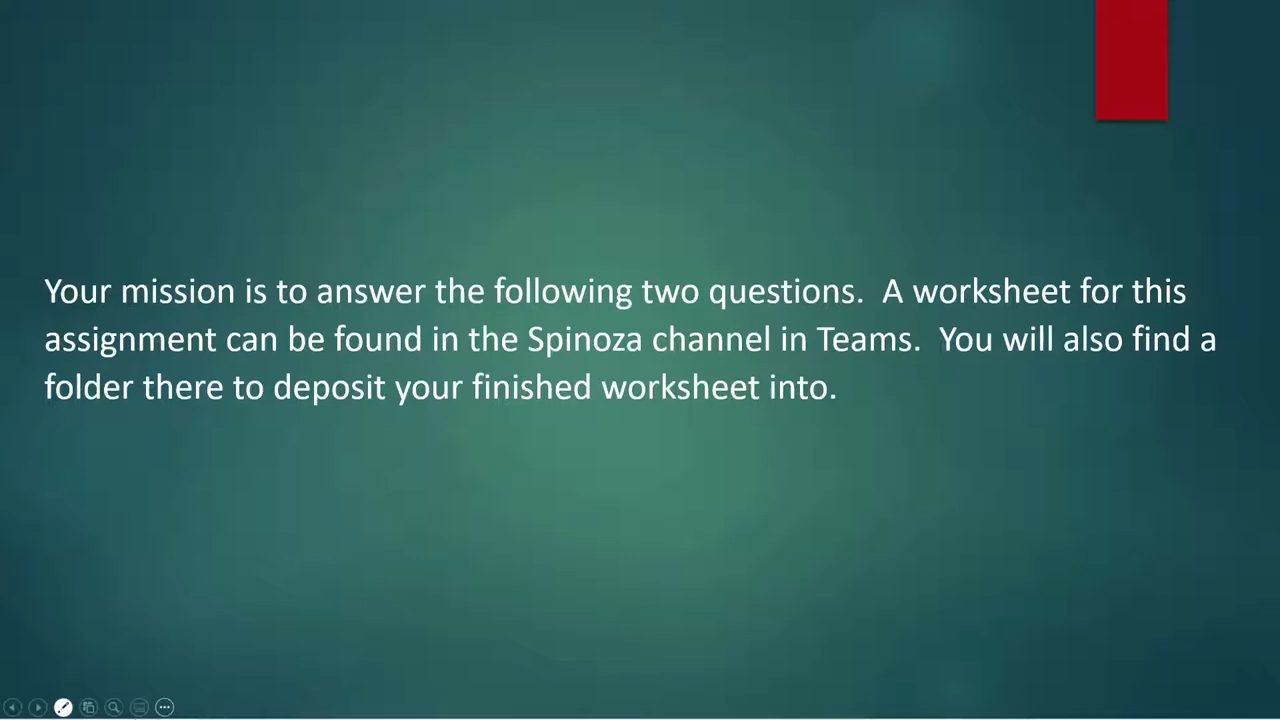 Your mission is to answer the following two questions.  A worksheet for this
assignment can be found in the Spinoza channel in Teams.  You will also find a
folder there to deposit your finished worksheet into.